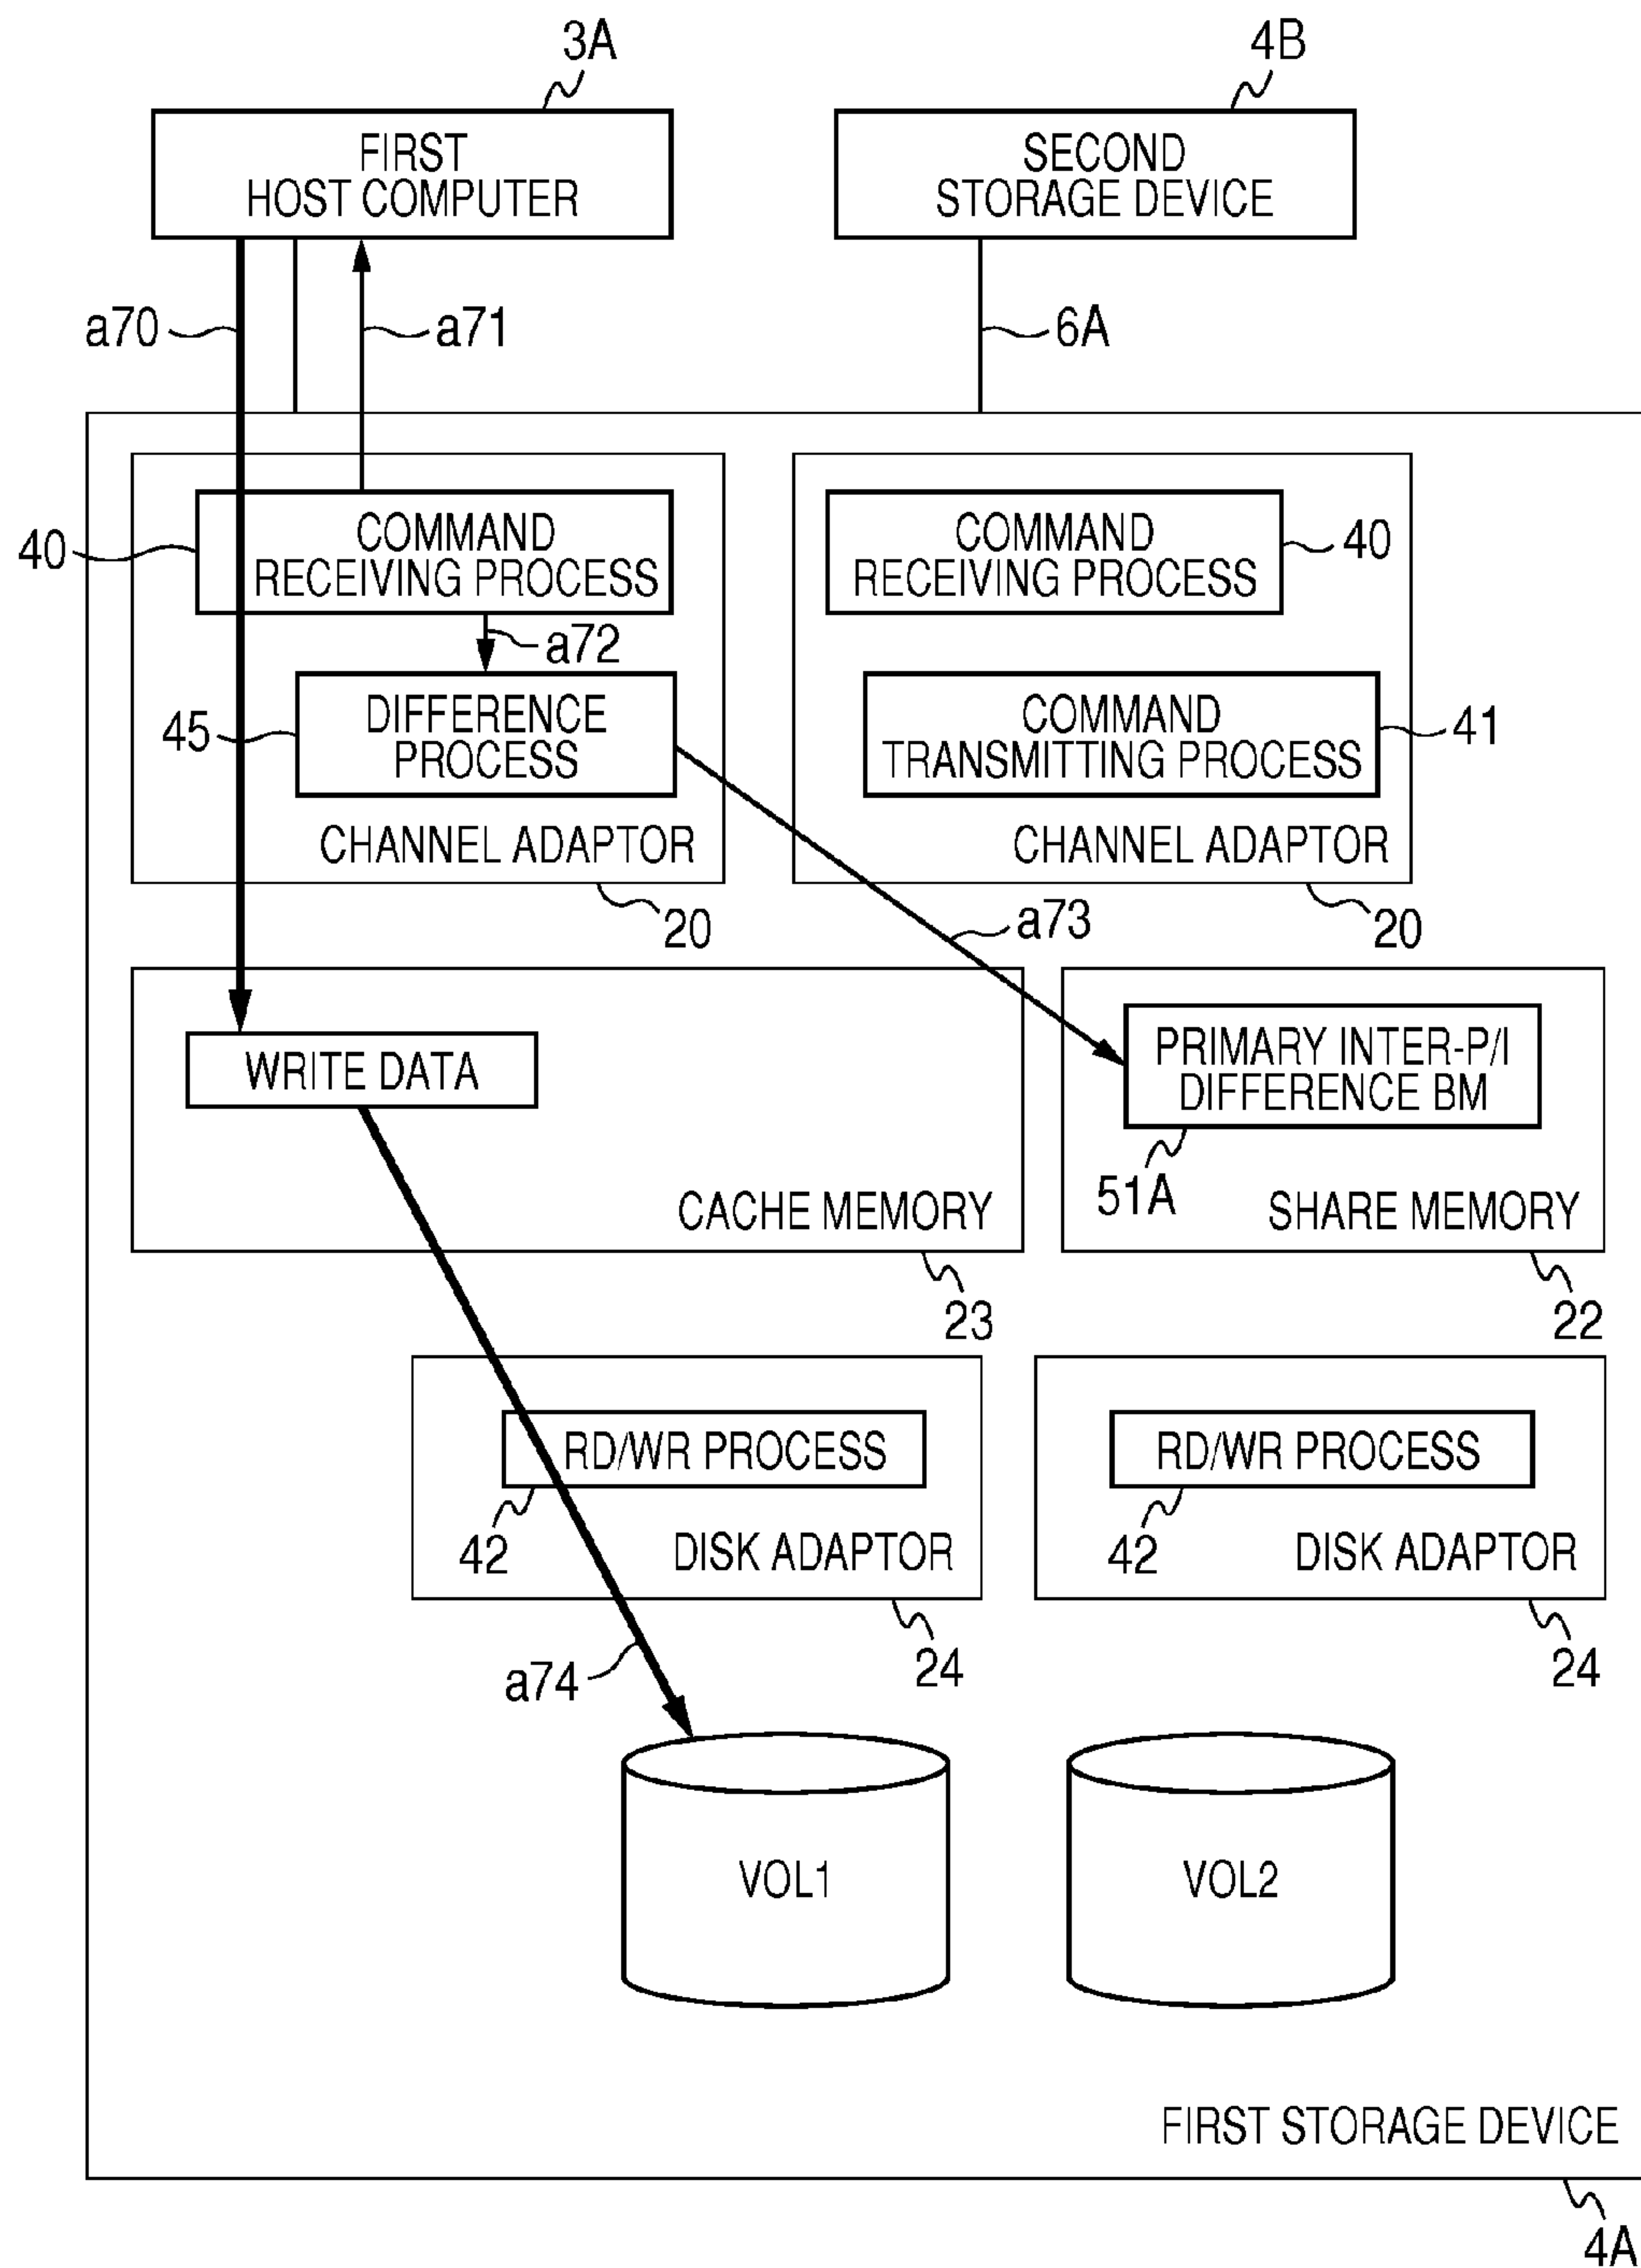 3A
4B
FIRST
HOST COMPUTER
SECOND
STORAGE DEVICE
a70
a71
6A
40
COMMAND
RECEIVING PROCESS
COMMAND
RECEIVING PROCESS
40
a72
45
DIFFERENCE
PROCESS
COMMAND
TRANSMITTING PROCESS
41
CHANNEL ADAPTOR
CHANNEL ADAPTOR
20
a73
20
WRITE DATA
PRIMARY INTER-P/I
DIFFERENCE BM
51A
CACHE MEMORY
SHARE MEMORY
23
22
RD/WR PROCESS
RD/WR PROCESS
42
DISK ADAPTOR
42
DISK ADAPTOR
a74
24
24
VOL1
VOL2
FIRST STORAGE DEVICE
4A